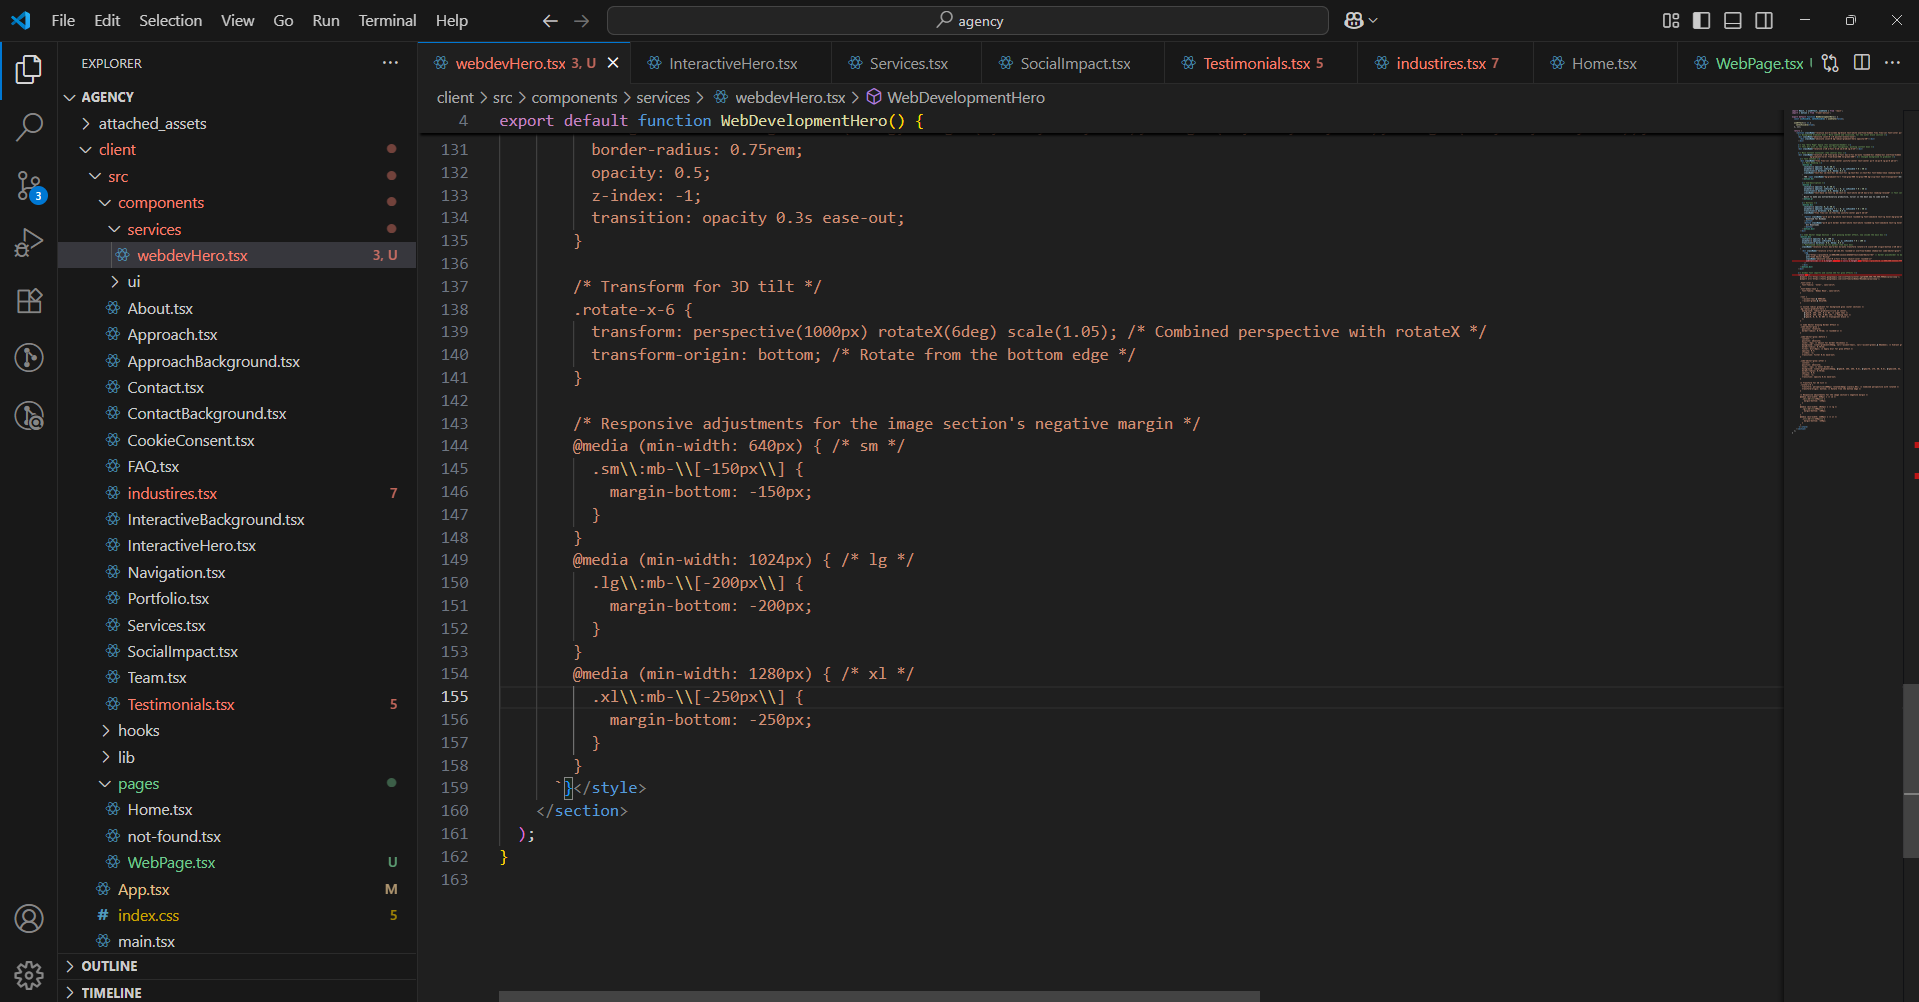 File Edit Selection View Go Run Terminal Help
agency
EXPLORER
AGENCY
attached_assets
client
src
components
services
webdevHero.tsx 3, U
ui
About.tsx
Approach.tsx
ApproachBackground.tsx
Contact.tsx
ContactBackground.tsx
CookieConsent.tsx
FAQ.tsx
industires.tsx 7
InteractiveBackground.tsx
InteractiveHero.tsx
Navigation.tsx
Portfolio.tsx
Services.tsx
SocialImpact.tsx
Team.tsx
Testimonials.tsx 5
hooks
lib
pages
Home.tsx
not-found.tsx
WebPage.tsx U
App.tsx M
# index.css 5
main.tsx
OUTLINE
TIMELINE
3
webdevHero.tsx 3, U InteractiveHero.tsx Services.tsx SocialImpact.tsx Testimonials.tsx 5 industires.tsx 7 Home.tsx WebPage.tsx
client > src > components > services > webdevHero.tsx > WebDevelopmentHero
4 export default function WebDevelopmentHero() {
131 border-radius: 0.75rem;
132 opacity: 0.5;
133 z-index: -1;
134 transition: opacity 0.3s ease-out;
135 }
136
137 /* Transform for 3D tilt */
138 .rotate-x-6 {
139 transform: perspective(1000px) rotateX(6deg) scale(1.05); /* Combined perspective with rotateX */
140 transform-origin: bottom; /* Rotate from the bottom edge */
141 }
142
143 /* Responsive adjustments for the image section's negative margin */
144 @media (min-width: 640px) { /* sm */
145 .sm\\:mb-\\[-150px\\] {
146 margin-bottom: -150px;
147 }
148 }
149 @media (min-width: 1024px) { /* lg */
150 .lg\\:mb-\\[-200px\\] {
151 margin-bottom: -200px;
152 }
153 }
154 @media (min-width: 1280px) { /* xl */
155 .xl\\:mb-\\[-250px\\] {
156 margin-bottom: -250px;
157 }
158 }
159 `}</style>
160 </section>
161 );
162 }
163